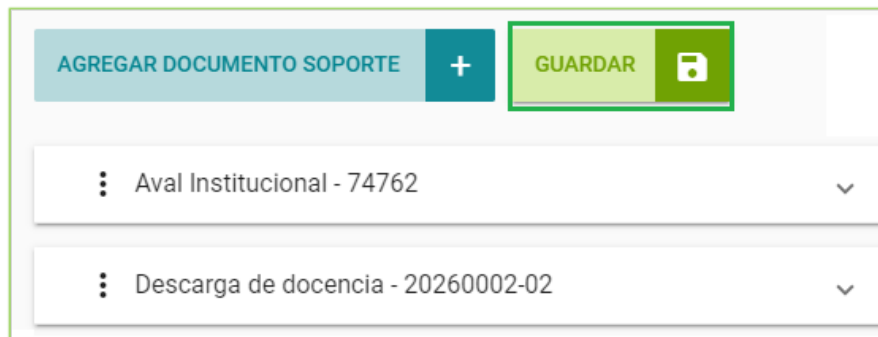 AGREGAR DOCUMENTO SOPORTE + GUARDAR
Aval Institucional - 74762
Descarga de docencia - 20260002-02